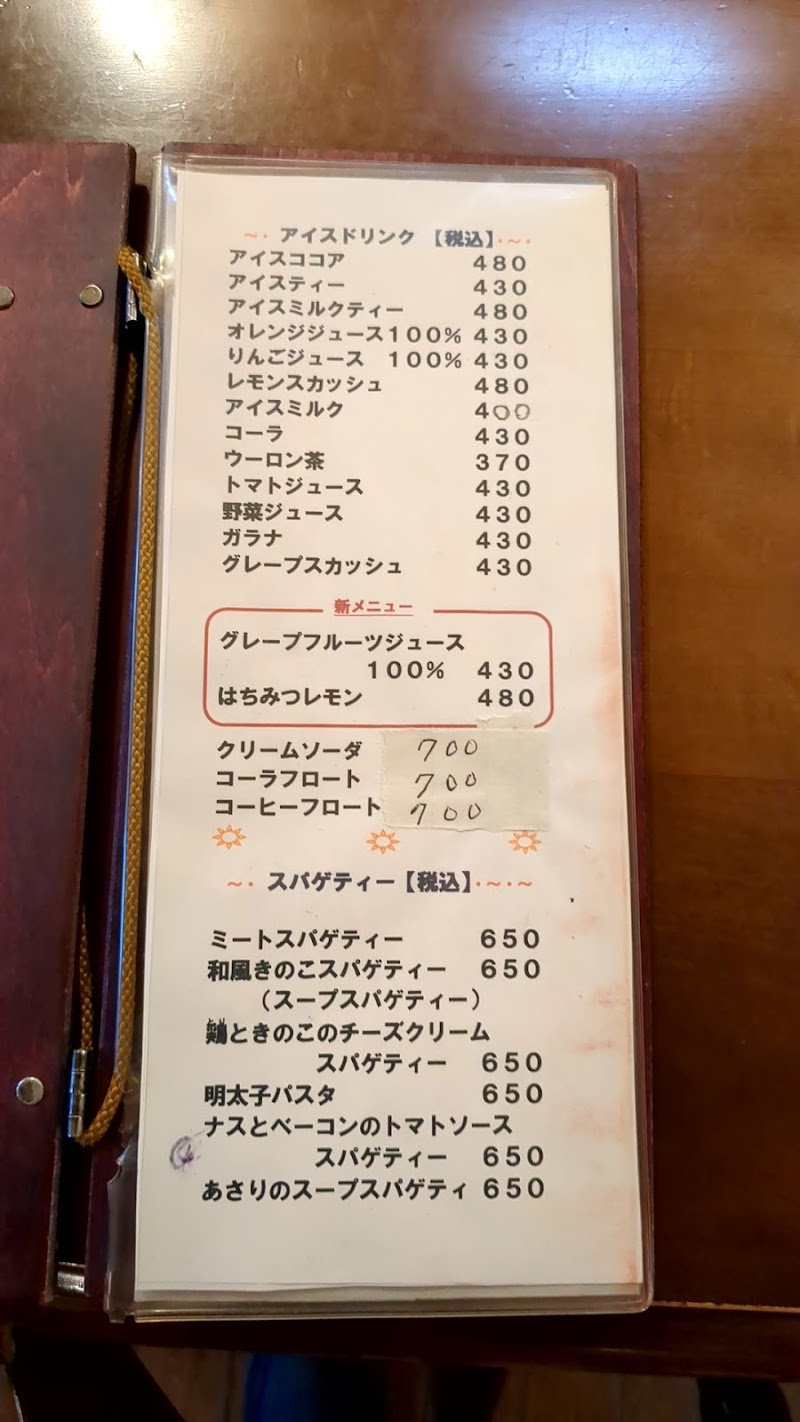 ～・ アイスドリンク 【税込】・～・
アイスココア 480
アイスティー 430
アイスミルクティー 480
オレンジジュース100% 430
りんごジュース 100% 430
レモンスカッシュ 480
アイスミルク 400
コーラ 430
ウーロン茶 370
トマトジュース 430
野菜ジュース 430
ガラナ 430
グレープスカッシュ 430
新メニュー
グレープフルーツジュース
100% 430
はちみつレモン 480
クリームソーダ 700
コーラフロート 700
コーヒーフロート 700
～・ スパゲティー【税込】・～・～
ミートスパゲティー 650
和風きのこスパゲティー 650
（スープスパゲティー）
鶏ときのこのチーズクリーム
スパゲティー 650
明太子パスタ 650
ナスとベーコンのトマトソース
スパゲティー 650
あさりのスープスパゲティ 650